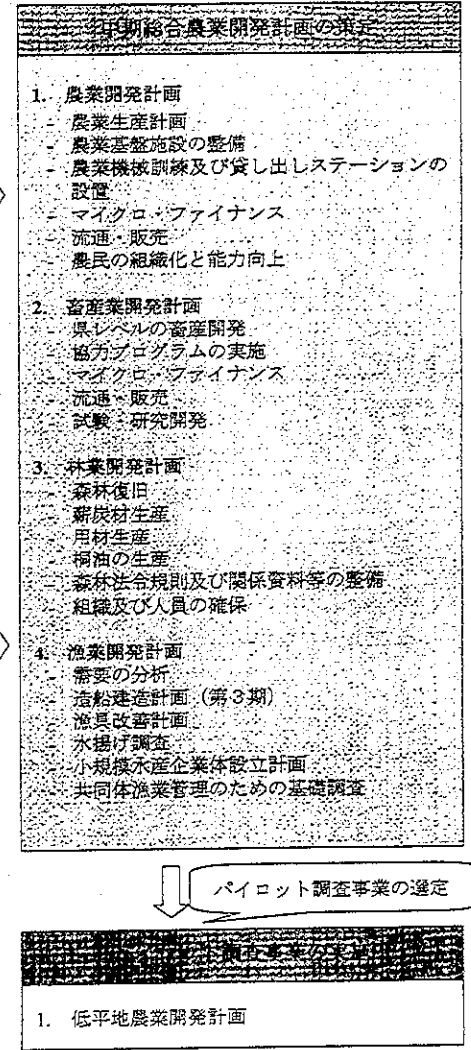 早期総合農業開発計画の策定
1. 農業開発計画
- 農業生産計画
- 農業基盤施設の整備
- 農業機械訓練及び貸し出しステーションの
設置
- マイクロ・ファイナンス
- 流通・販売
- 農民の組織化と能力向上
2. 畜産業開発計画
- 県レベルの畜産開発
- 協力プログラムの実施
- マイクロ・ファイナンス
- 流通・販売
- 試験・研究開発
3. 林業開発計画
- 森林復旧
- 薪炭材生産
- 用材生産
- 桐油の生産
- 森林法令規則及び関係資料等の整備
- 組織及び人員の確保
4. 漁業開発計画
- 需要の分析
- 造船建造計画（第3期）
- 漁具改善計画
- 水揚げ調査
- 小規模水産企業体設立計画
- 共同体漁業管理のための基礎調査
パイロット調査事業の選定
調査事業の
1. 低平地農業開発計画